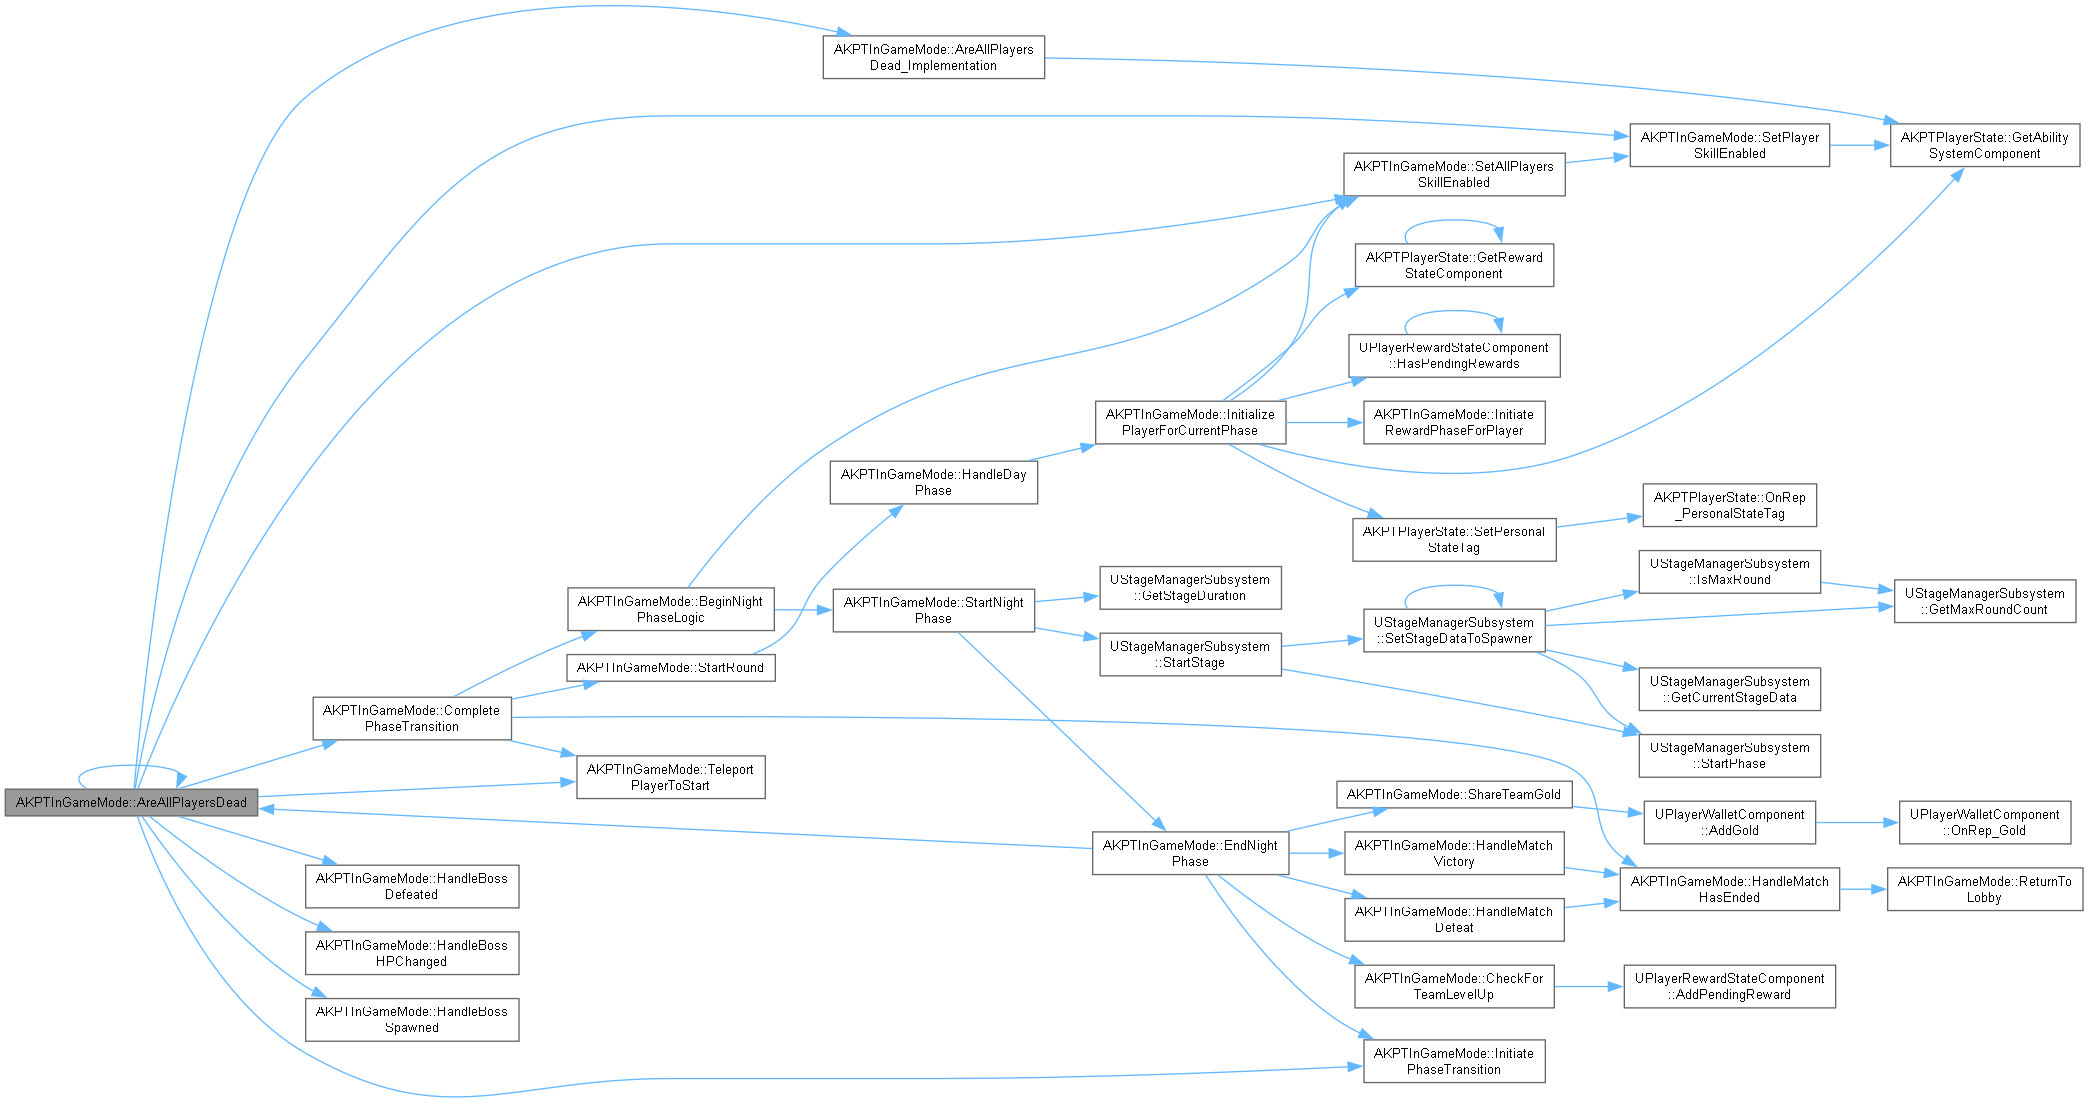 AKPTInGameMode::AreAllPlayers
Dead_Implementation
AKPTInGameMode::SetPlayer
SkillEnabled
AKPTPlayerState::GetAbility
SystemComponent
AKPTInGameMode::SetAllPlayers
SkillEnabled
AKPTPlayerState::GetReward
StateComponent
UPlayerRewardStateComponent
::HasPendingRewards
AKPTInGameMode::Initialize
PlayerForCurrentPhase
AKPTInGameMode::Initiate
RewardPhaseForPlayer
AKPTInGameMode::HandleDay
Phase
AKPTPlayerState::OnRep
_PersonalStateTag
AKPTPlayerState::SetPersonal
StateTag
UStageManagerSubsystem
::IsMaxRound
UStageManagerSubsystem
::GetStageDuration
UStageManagerSubsystem
::GetMaxRoundCount
AKPTInGameMode::BeginNight
PhaseLogic
AKPTInGameMode::StartNight
Phase
UStageManagerSubsystem
::SetStageDataToSpawner
UStageManagerSubsystem
::StartStage
AKPTInGameMode::StartRound
UStageManagerSubsystem
::GetCurrentStageData
AKPTInGameMode::Complete
PhaseTransition
UStageManagerSubsystem
::StartPhase
AKPTInGameMode::Teleport
PlayerToStart
AKPTInGameMode::AreAllPlayersDead
AKPTInGameMode::ShareTeamGold
UPlayerWalletComponent
::AddGold
UPlayerWalletComponent
::OnRep_Gold
AKPTInGameMode::EndNight
Phase
AKPTInGameMode::HandleMatch
Victory
AKPTInGameMode::HandleBoss
Defeated
AKPTInGameMode::HandleMatch
HasEnded
AKPTInGameMode::ReturnTo
Lobby
AKPTInGameMode::HandleMatch
Defeat
AKPTInGameMode::HandleBoss
HPChanged
AKPTInGameMode::CheckFor
TeamLevelUp
UPlayerRewardStateComponent
::AddPendingReward
AKPTInGameMode::HandleBoss
Spawned
AKPTInGameMode::Initiate
PhaseTransition